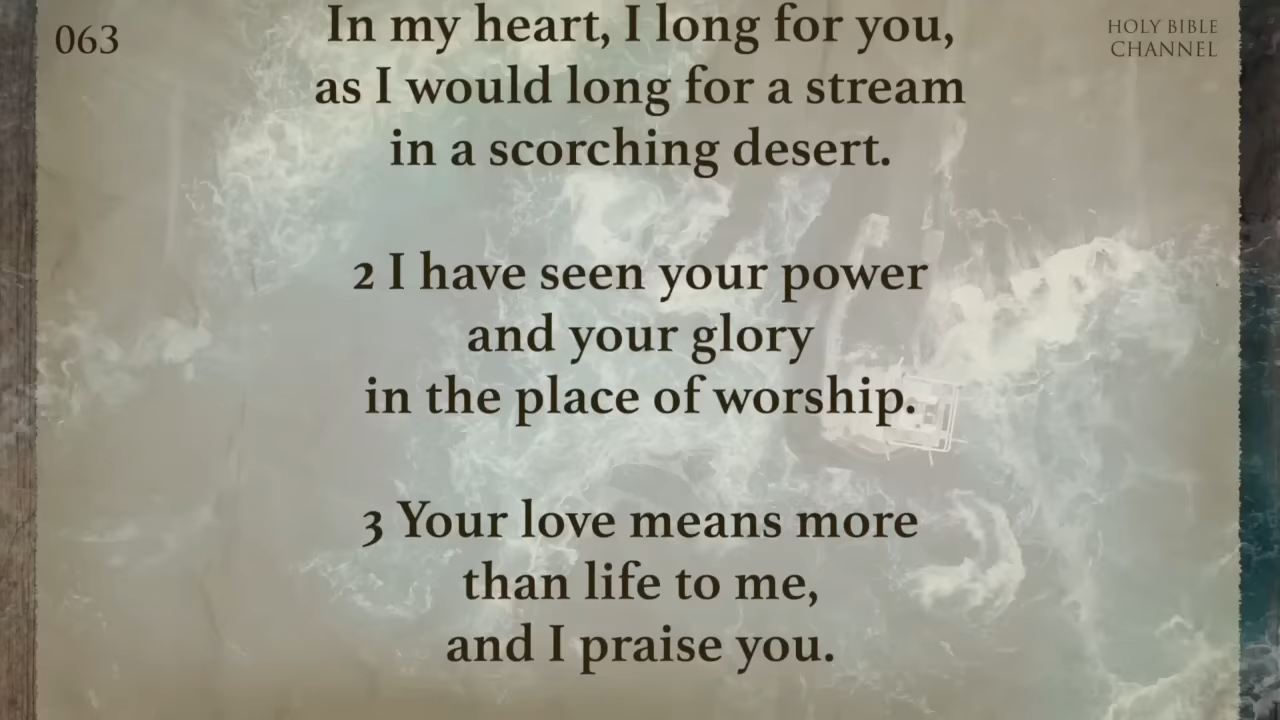 063
HOLY BIBLE
CHANNEL
In my heart, I long for you,
as I would long for a stream
in a scorching desert.
2 I have seen your power
and your glory
in the place of worship.
3 Your love means more
than life to me,
and I praise you.